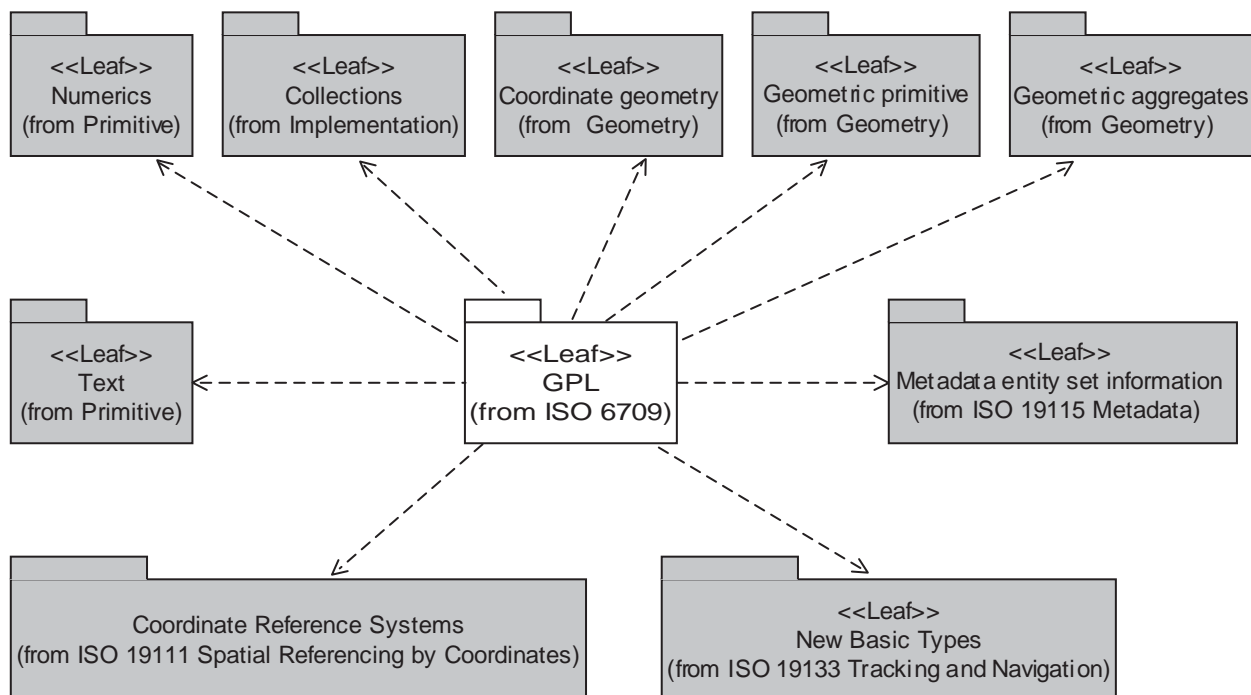 <<Leaf>>
Numerics
(from Primitive)
<<Leaf>>
Collections
(from Implementation)
<<Leaf>>
Coordinate geometry
(from Geometry)
<<Leaf>>
Geometric primitive
(from Geometry)
<<Leaf>>
Geometric aggregates
(from Geometry)
<<Leaf>>
Text
(from Primitive)
<<Leaf>>
GPL
(from ISO 6709)
<<Leaf>>
Metadata entity set information
(from ISO 19115 Metadata)
Coordinate Reference Systems
(from ISO 19111 Spatial Referencing by Coordinates)
<<Leaf>>
New Basic Types
(from ISO 19133 Tracking and Navigation)